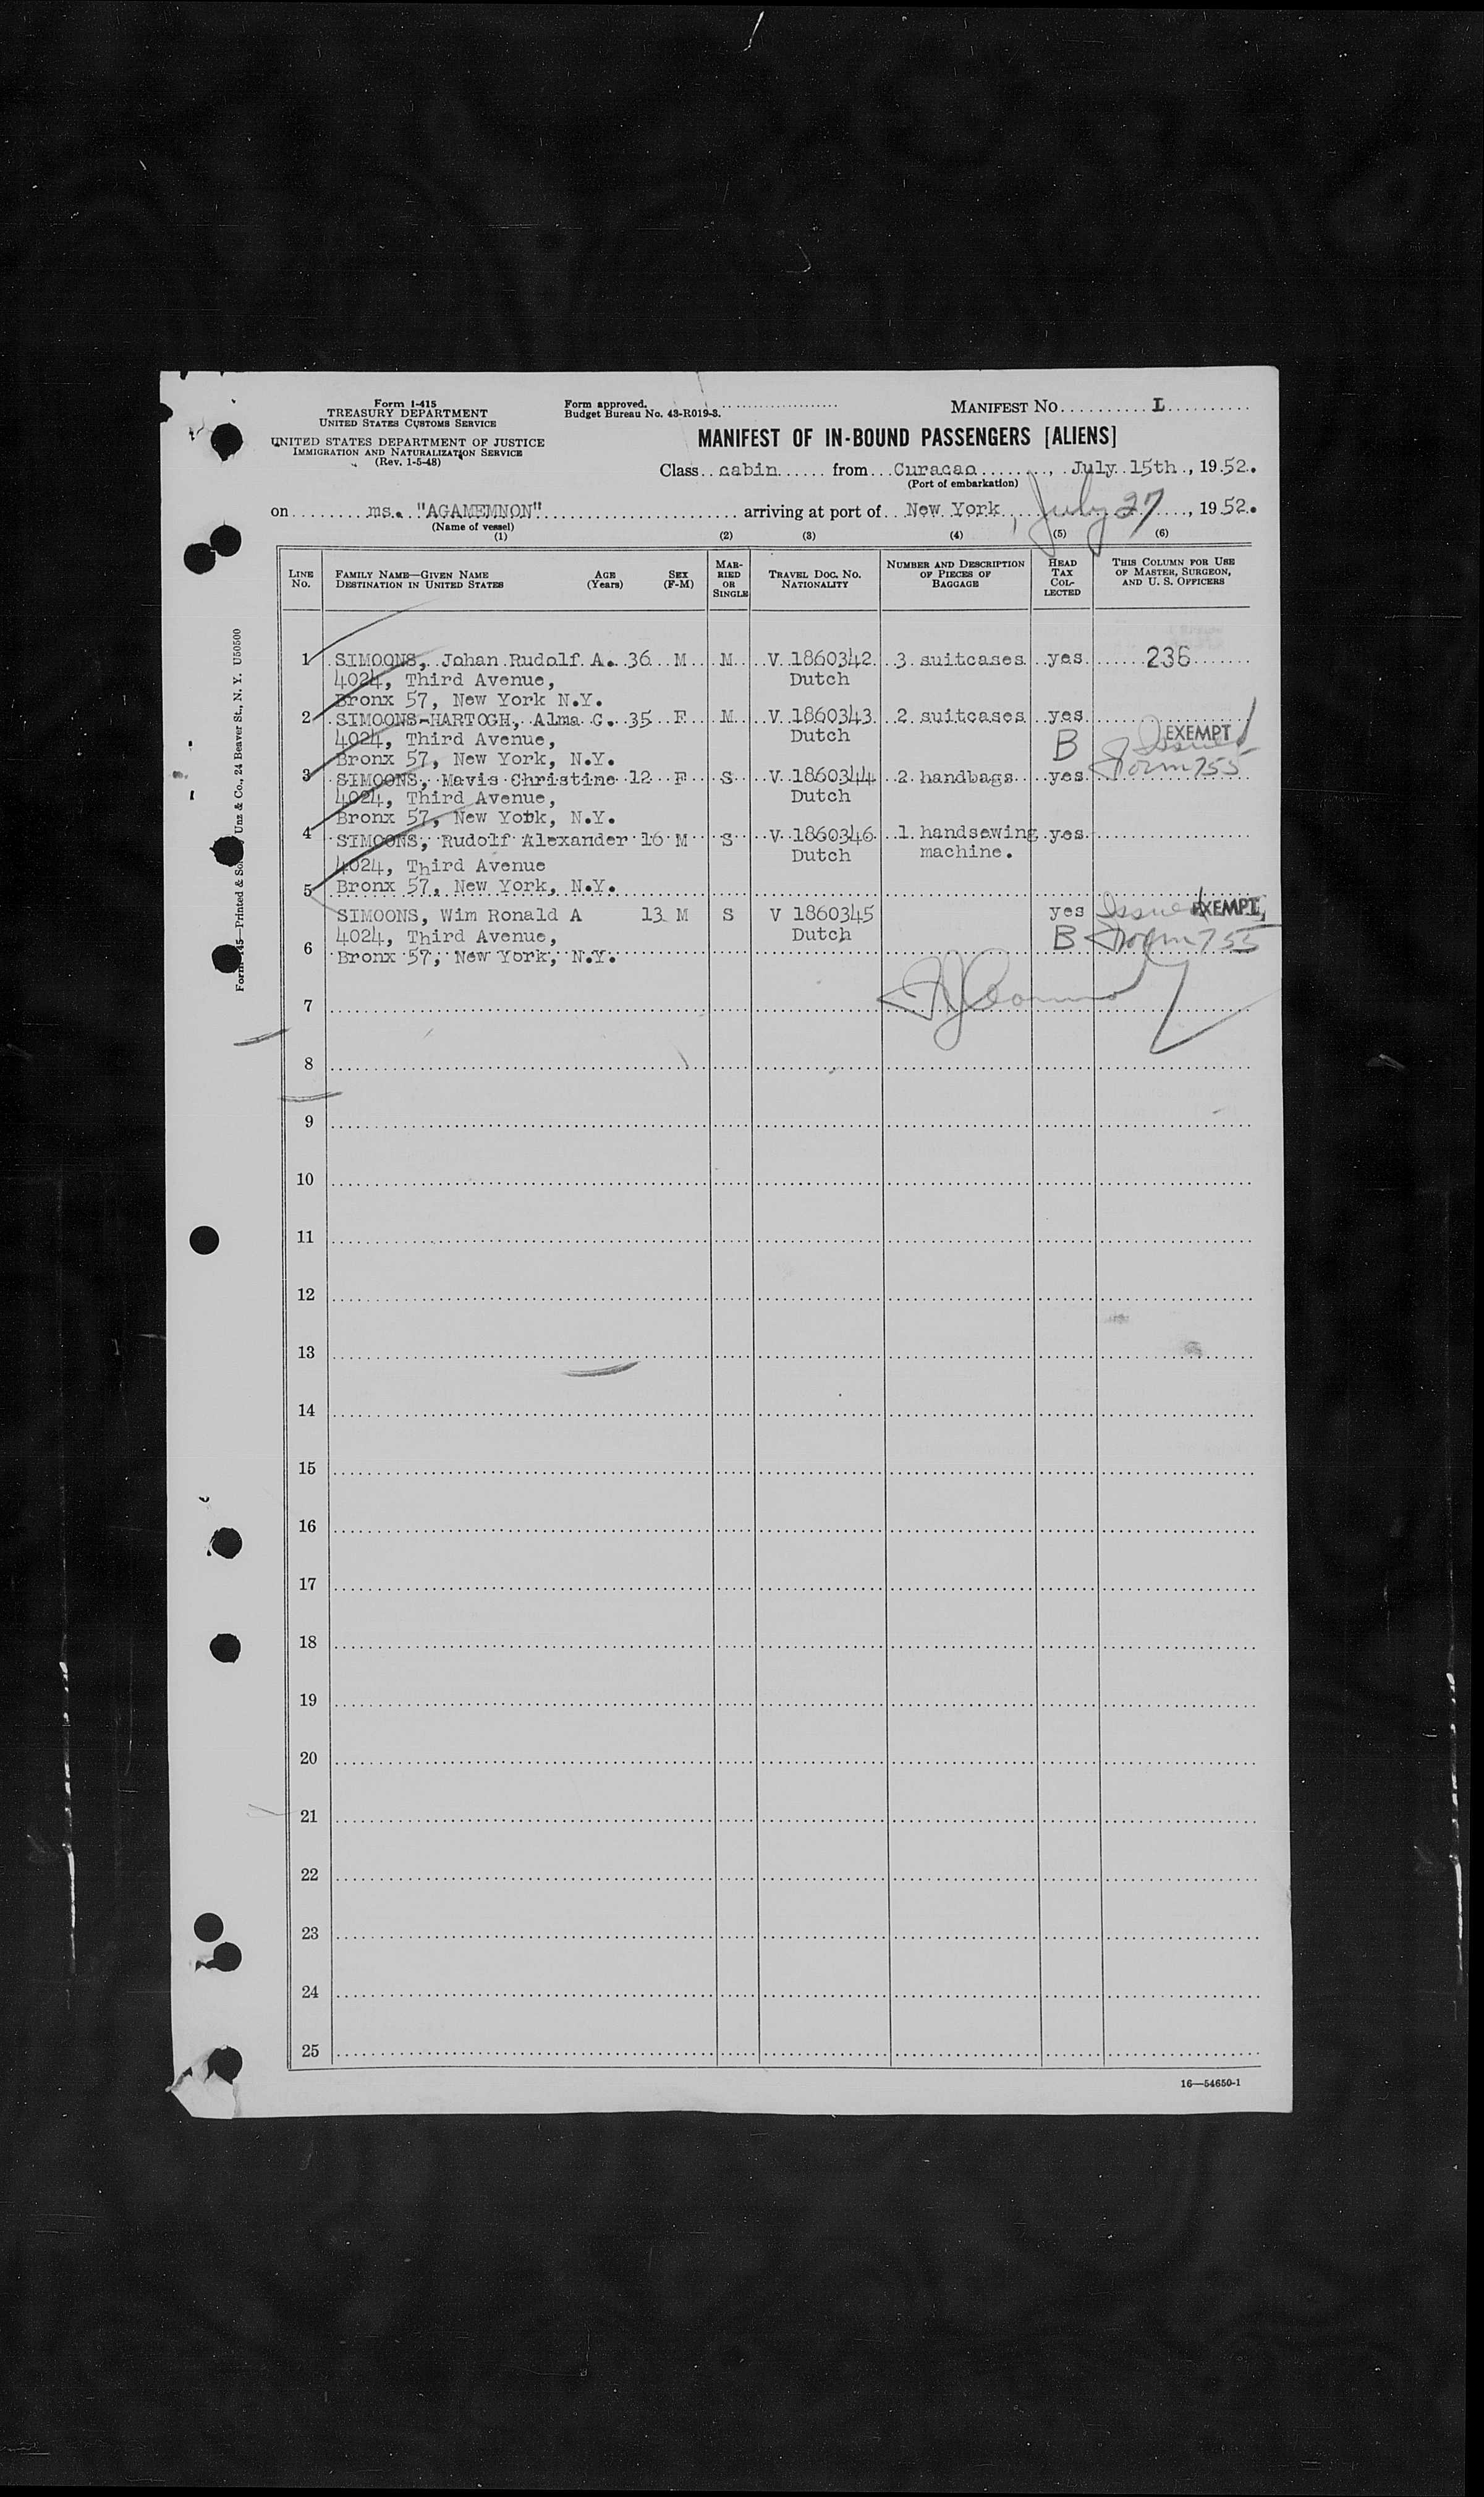 Form I-415
TREASURY DEPARTMENT
UNITED STATES CUSTOMS SERVICE
UNITED STATES DEPARTMENT OF JUSTICE
IMMIGRATION AND NATURALIZATION SERVICE
(Rev. 1-5-48)
Form approved.
Budget Bureau No. 43-R019-3.
MANIFEST NO. L
MANIFEST OF IN-BOUND PASSENGERS [ALIENS]
Class cabin from Curacao, July 15th, 1952.
(Port of embarkation)
on ms. "AGAMEMNON" arriving at port of New York, July 27, 1952.
(Name of vessel)
(1) (2) (3) (4) (5) (6)
LINE NO. FAMILY NAME—GIVEN NAME DESTINATION IN UNITED STATES AGE (Years) SEX (F-M) MARRIED OR SINGLE TRAVEL DOC. NO. NATIONALITY NUMBER AND DESCRIPTION OF PIECES OF BAGGAGE HEAD TAX COLLECTED THIS COLUMN FOR USE OF MASTER, SURGEON, AND U. S. OFFICERS
1 SIMOONS, Johan Rudolf A. 36 M M V 1860342 3 suitcases yes 236
4024, Third Avenue, Dutch
Bronx 57, New York N.Y.
2 SIMOONS-HARTOGH, Alma G. 35 F M V 1860343 2 suitcases yes
4024, Third Avenue, Dutch B EXEMPT Issued
Bronx 57, New York, N.Y. Form 755
3 SIMOONS, Mavis Christine 12 F S V 1860344 2 handbags yes
4024, Third Avenue, Dutch
Bronx 57, New York, N.Y.
4 SIMOONS, Rudolf Alexander 16 M S V 1860346 1 handsewing yes
Dutch machine.
4024, Third Avenue
5 Bronx 57, New York, N.Y.
SIMOONS, Wim Ronald A 13 M S V 1860345 yes Issued EXEMPT
4024, Third Avenue, Dutch B Form 755
6 Bronx 57, New York, N.Y.
7
8
9
10
11
12
13
14
15
16
17
18
19
20
21
22
23
24
25
16—54650-1
Unz & Co., 24 Beaver St., N. Y. U50500
—Printed &